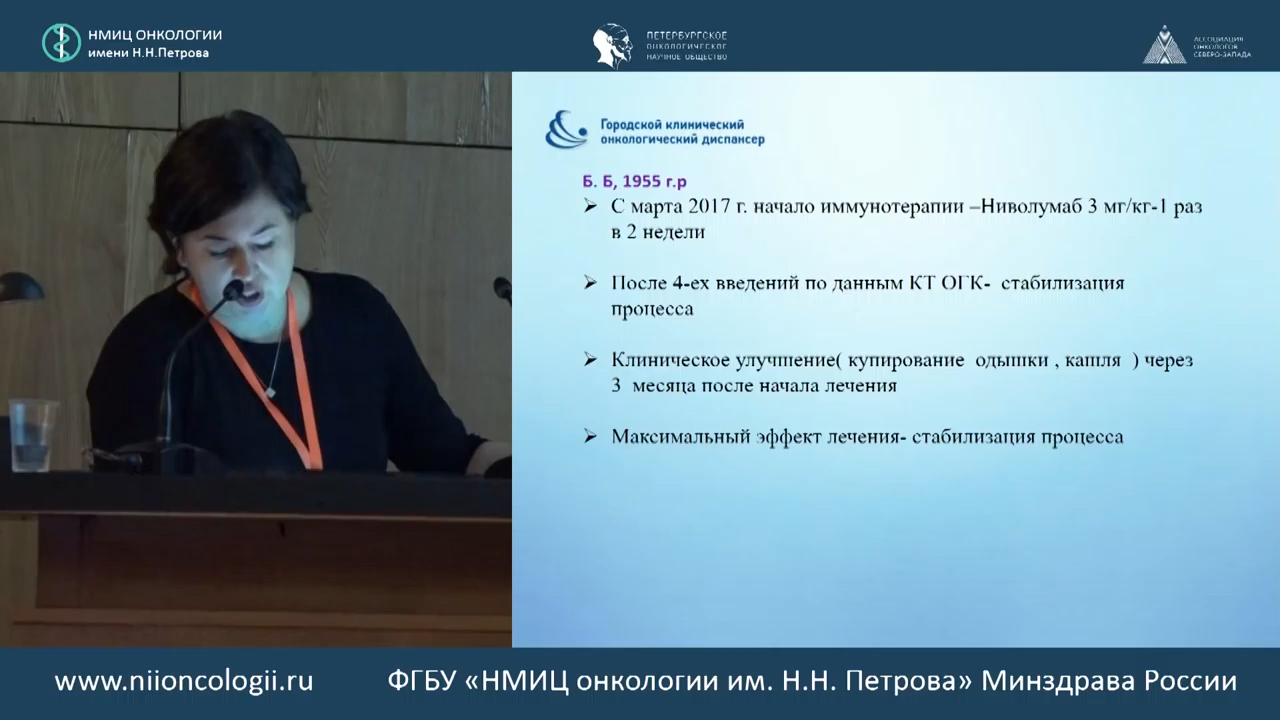 НМИЦ ОНКОЛОГИИ
имени Н.Н.Петрова
ПЕТЕРБУРГСКОЕ
ОНКОЛОГИЧЕСКОЕ
НАУЧНОЕ ОБЩЕСТВО
АССОЦИАЦИЯ
ОНКОЛОГОВ
СЕВЕРО-ЗАПАДА
Городской клинический
онкологический диспансер
Б. Б, 1955 г.р
➢ С марта 2017 г. начало иммунотерапии –Ниволумаб 3 мг/кг-1 раз
в 2 недели
➢ После 4-ех введений по данным КТ ОГК- стабилизация
процесса
➢ Клиническое улучшение( купирование одышки , кашля ) через
3 месяца после начала лечения
➢ Максимальный эффект лечения- стабилизация процесса
www.niioncologii.ru
ФГБУ «НМИЦ онкологии им. Н.Н. Петрова» Минздрава России